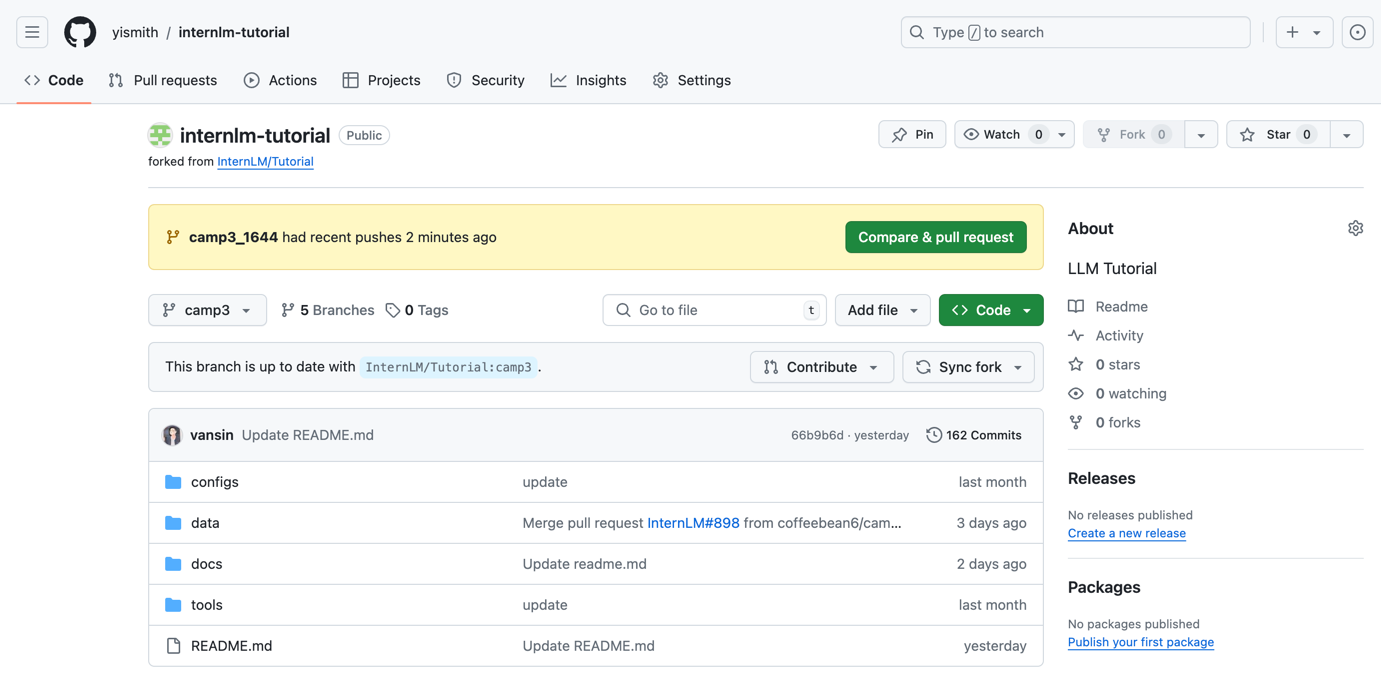 yismith / internlm-tutorial
Type / to search
Code Pull requests Actions Projects Security Insights Settings
internlm-tutorial Public
forked from InternLM/Tutorial
Pin Watch 0 Fork 0 Star 0
camp3_1644 had recent pushes 2 minutes ago Compare & pull request
camp3 5 Branches 0 Tags Go to file t Add file Code
This branch is up to date with InternLM/Tutorial:camp3. Contribute Sync fork
vansin Update README.md 66b9b6d · yesterday 162 Commits
configs update last month
data Merge pull request InternLM#898 from coffeebean6/cam... 3 days ago
docs Update readme.md 2 days ago
tools update last month
README.md Update README.md yesterday
About
LLM Tutorial
Readme
Activity
0 stars
0 watching
0 forks
Releases
No releases published
Create a new release
Packages
No packages published
Publish your first package